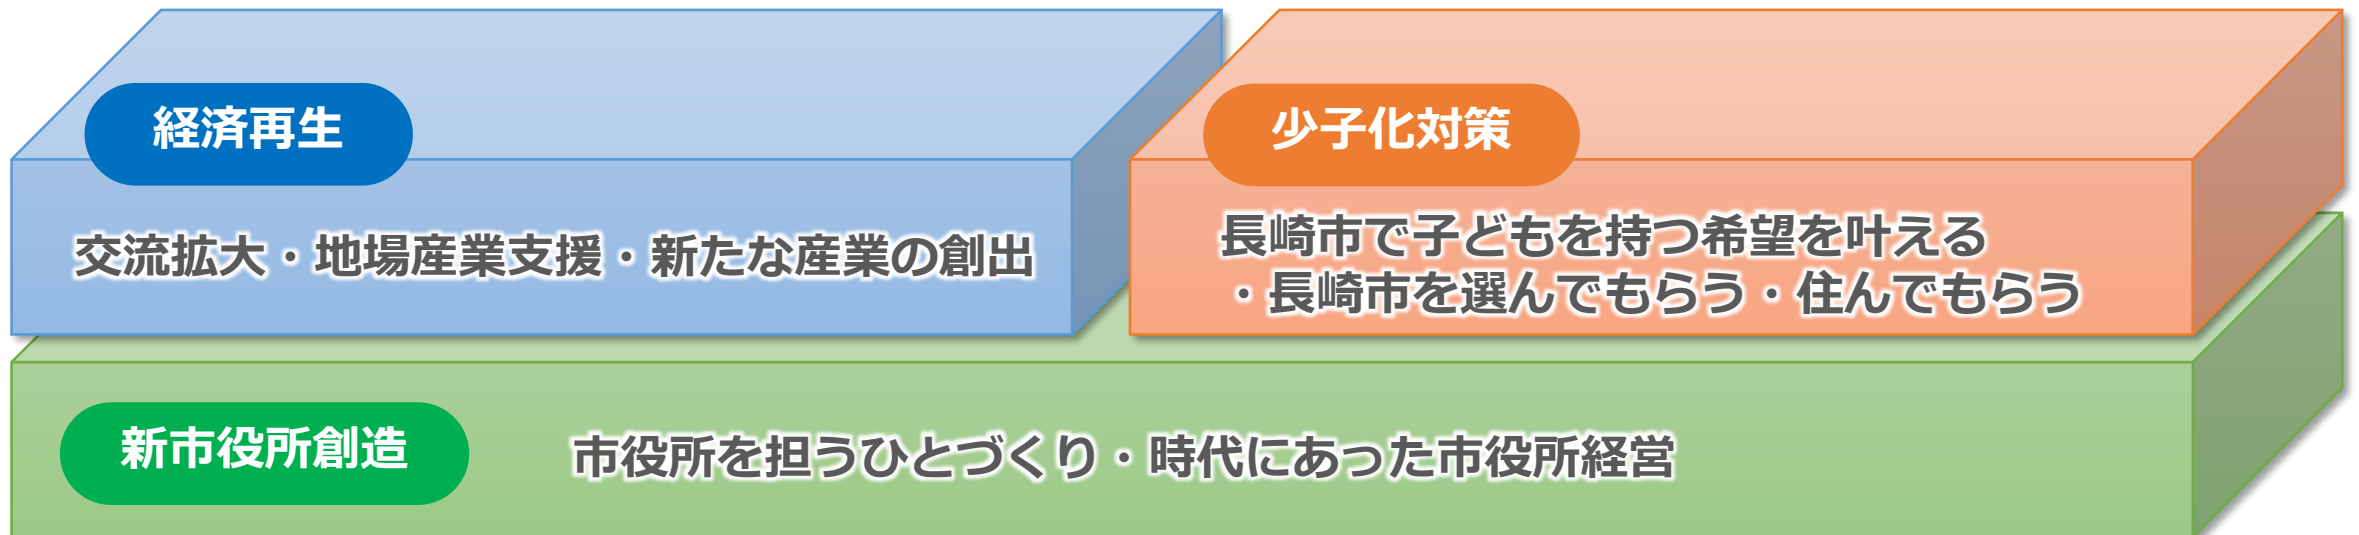 経済再生
交流拡大・地場産業支援・新たな産業の創出
少子化対策
長崎市で子どもを持つ希望を叶える
・長崎市を選んでもらう・住んでもらう
新市役所創造
市役所を担うひとづくり・時代にあった市役所経営